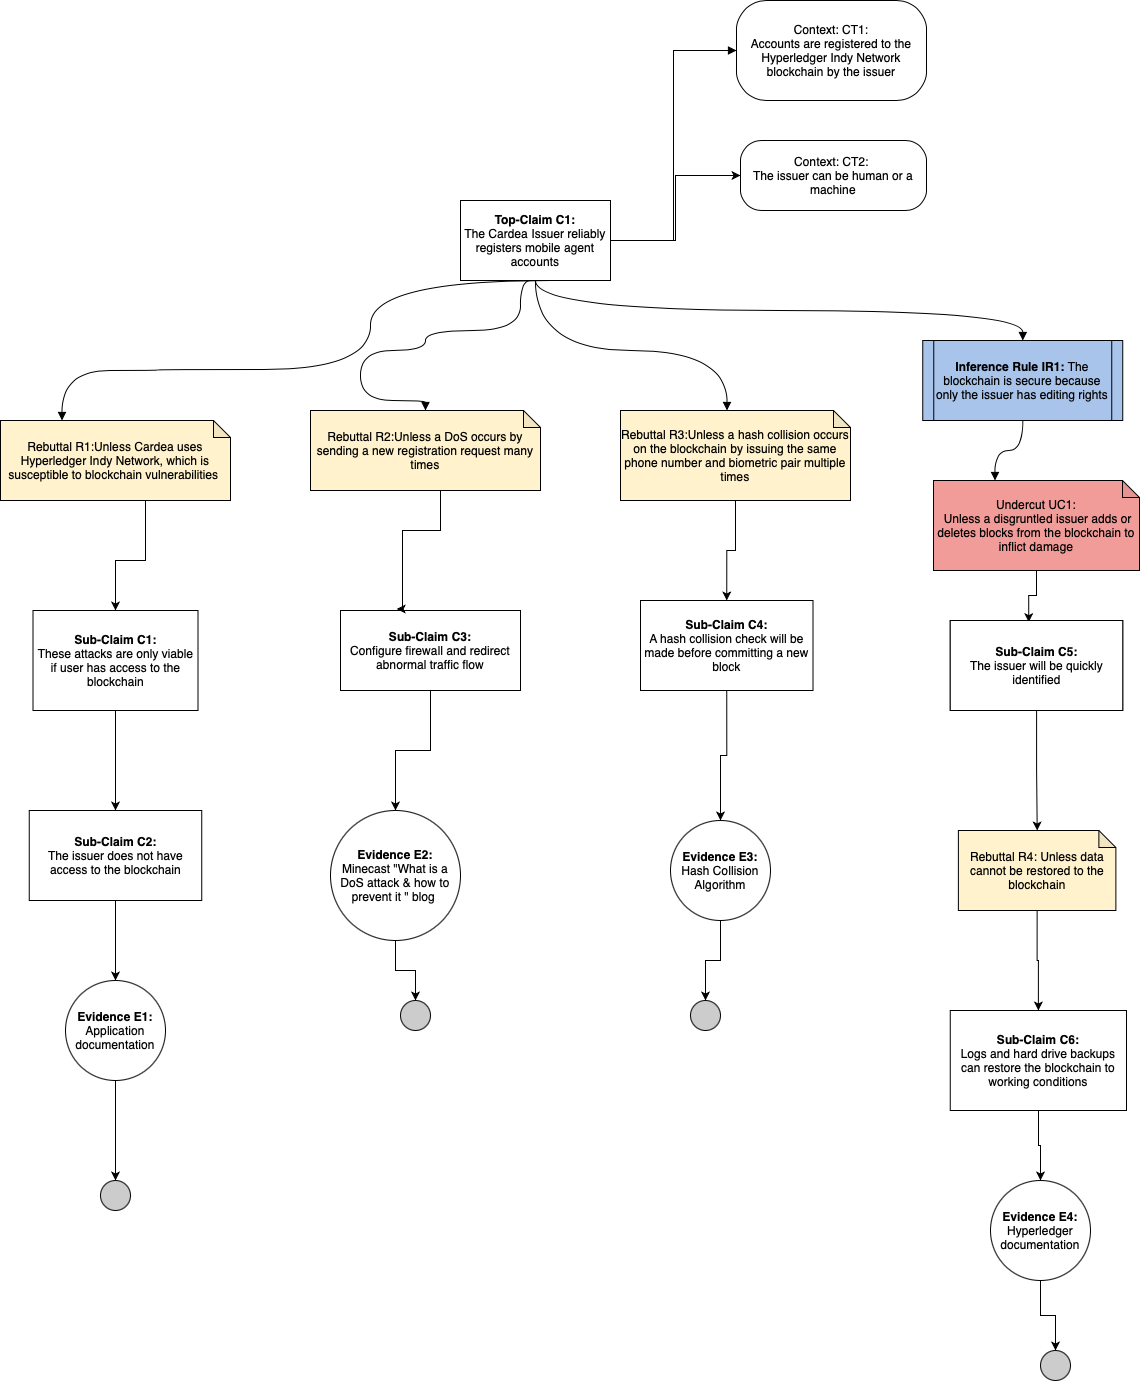 Context: CT1:
Accounts are registered to the
Hyperledger Indy Network
blockchain by the issuer
Context: CT2:
The issuer can be human or a
machine
Top-Claim C1:
The Cardea Issuer reliably
registers mobile agent
accounts
Inference Rule IR1: The
blockchain is secure because
only the issuer has editing rights
Rebuttal R1:Unless Cardea uses
Hyperledger Indy Network, which is
susceptible to blockchain vulnerabilities
Rebuttal R2:Unless a DoS occurs by
sending a new registration request many
times
Rebuttal R3:Unless a hash collision occurs
on the blockchain by issuing the same
phone number and biometric pair multiple
times
Undercut UC1:
Unless a disgruntled issuer adds or
deletes blocks from the blockchain to
inflict damage
Sub-Claim C1:
These attacks are only viable
if user has access to the
blockchain
Sub-Claim C3:
Configure firewall and redirect
abnormal traffic flow
Sub-Claim C4:
A hash collision check will be
made before committing a new
block
Sub-Claim C5:
The issuer will be quickly
identified
Sub-Claim C2:
The issuer does not have
access to the blockchain
Evidence E2:
Minecast "What is a
DoS attack & how to
prevent it " blog
Evidence E3:
Hash Collision
Algorithm
Rebuttal R4: Unless data
cannot be restored to the
blockchain
Evidence E1:
Application
documentation
Sub-Claim C6:
Logs and hard drive backups
can restore the blockchain to
working conditions
Evidence E4:
Hyperledger
documentation